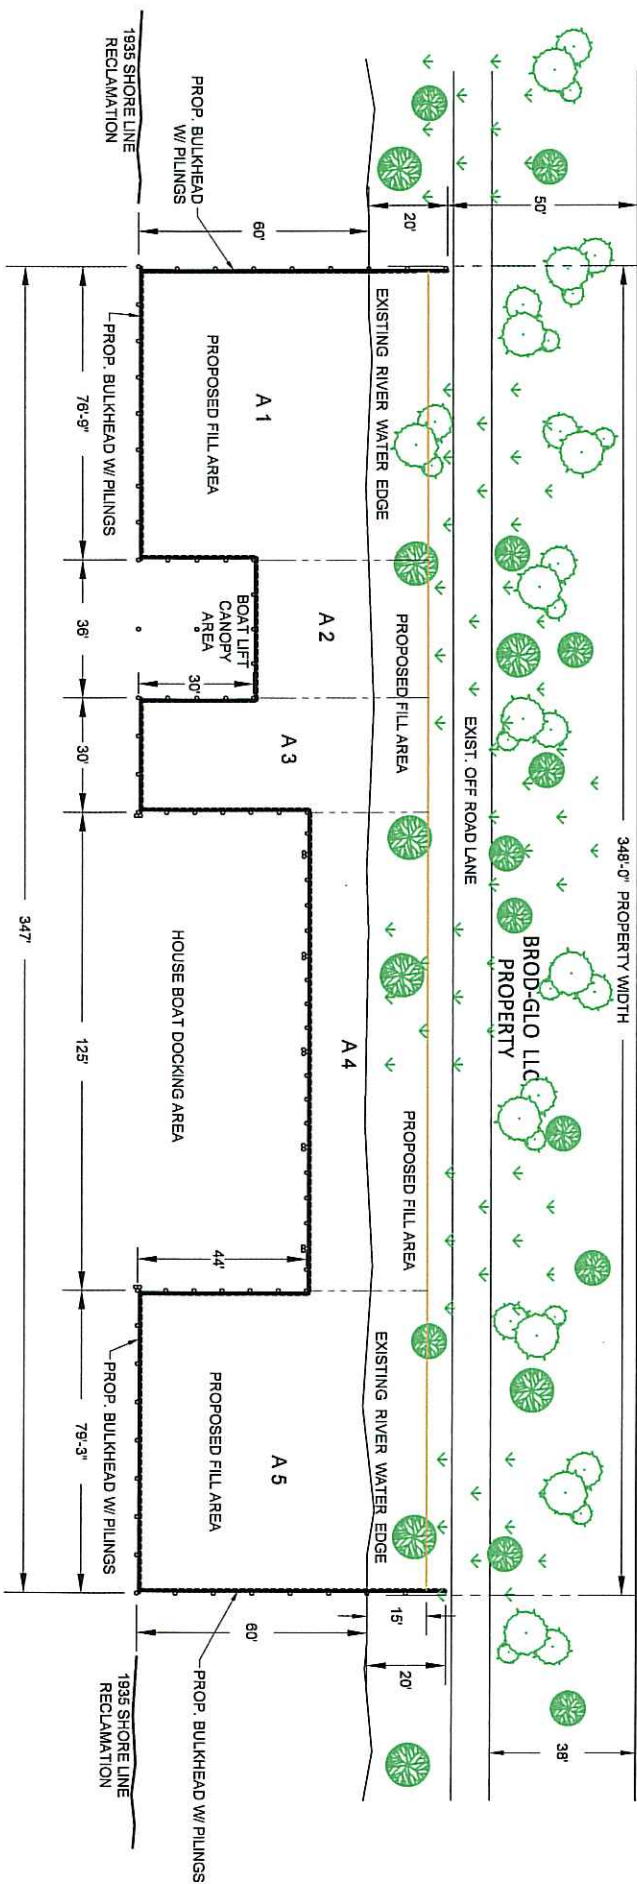 348'-0" PROPERTY WIDTH
50'
38'
BROD-GLO LLC
PROPERTY
EXIST. OFF ROAD LANE
20'
PROPOSED FILL AREA
PROPOSED FILL AREA
15'
20'
EXISTING RIVER WATER EDGE
EXISTING RIVER WATER EDGE
A 1
A 2
A 3
A 4
A 5
60'
PROPOSED FILL AREA
BOAT LIFT
CANOPY
AREA
30'
HOUSE BOAT DOCKING AREA
44'
PROPOSED FILL AREA
60'
PROP. BULKHEAD
W/ PILINGS
1935 SHORE LINE
RECLAMATION
PROP. BULKHEAD W/ PILINGS
PROP. BULKHEAD W/ PILINGS
PROP. BULKHEAD W/ PILINGS
1935 SHORE LINE
RECLAMATION
76'-9"
36'
30'
125'
79'-3"
347'